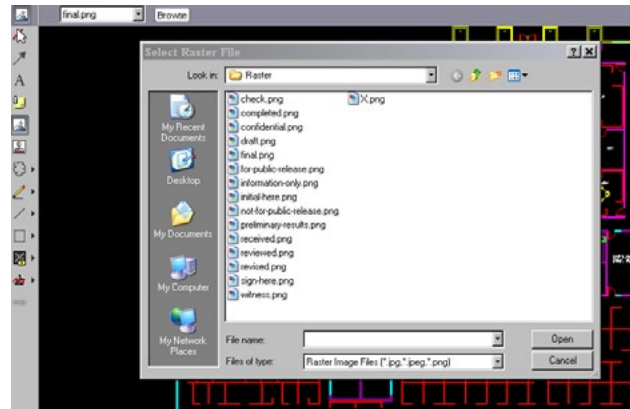 final.png Browse
Select Raster File
Look in: Raster
My Recent Documents
Desktop
My Documents
My Computer
My Network Places
check.png
completed.png
confidential.png
draft.png
final.png
for-public-release.png
information-only.png
initial-here.png
not-for-public-release.png
preliminary-results.png
received.png
reviewed.png
revised.png
sign-here.png
witness.png
X.png
File name: Open
Files of type: Raster Image Files (*.jpg,*.jpeg,*.png) Cancel